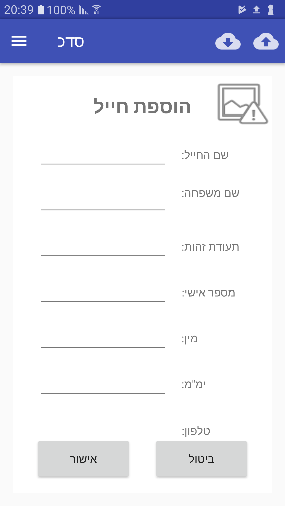 20:39 100%
סדכ
הוספת חייל
שם החייל:
שם משפחה:
תעודת זהות:
מספר אישי:
מין:
ימ"מ:
טלפון:
אישור ביטול